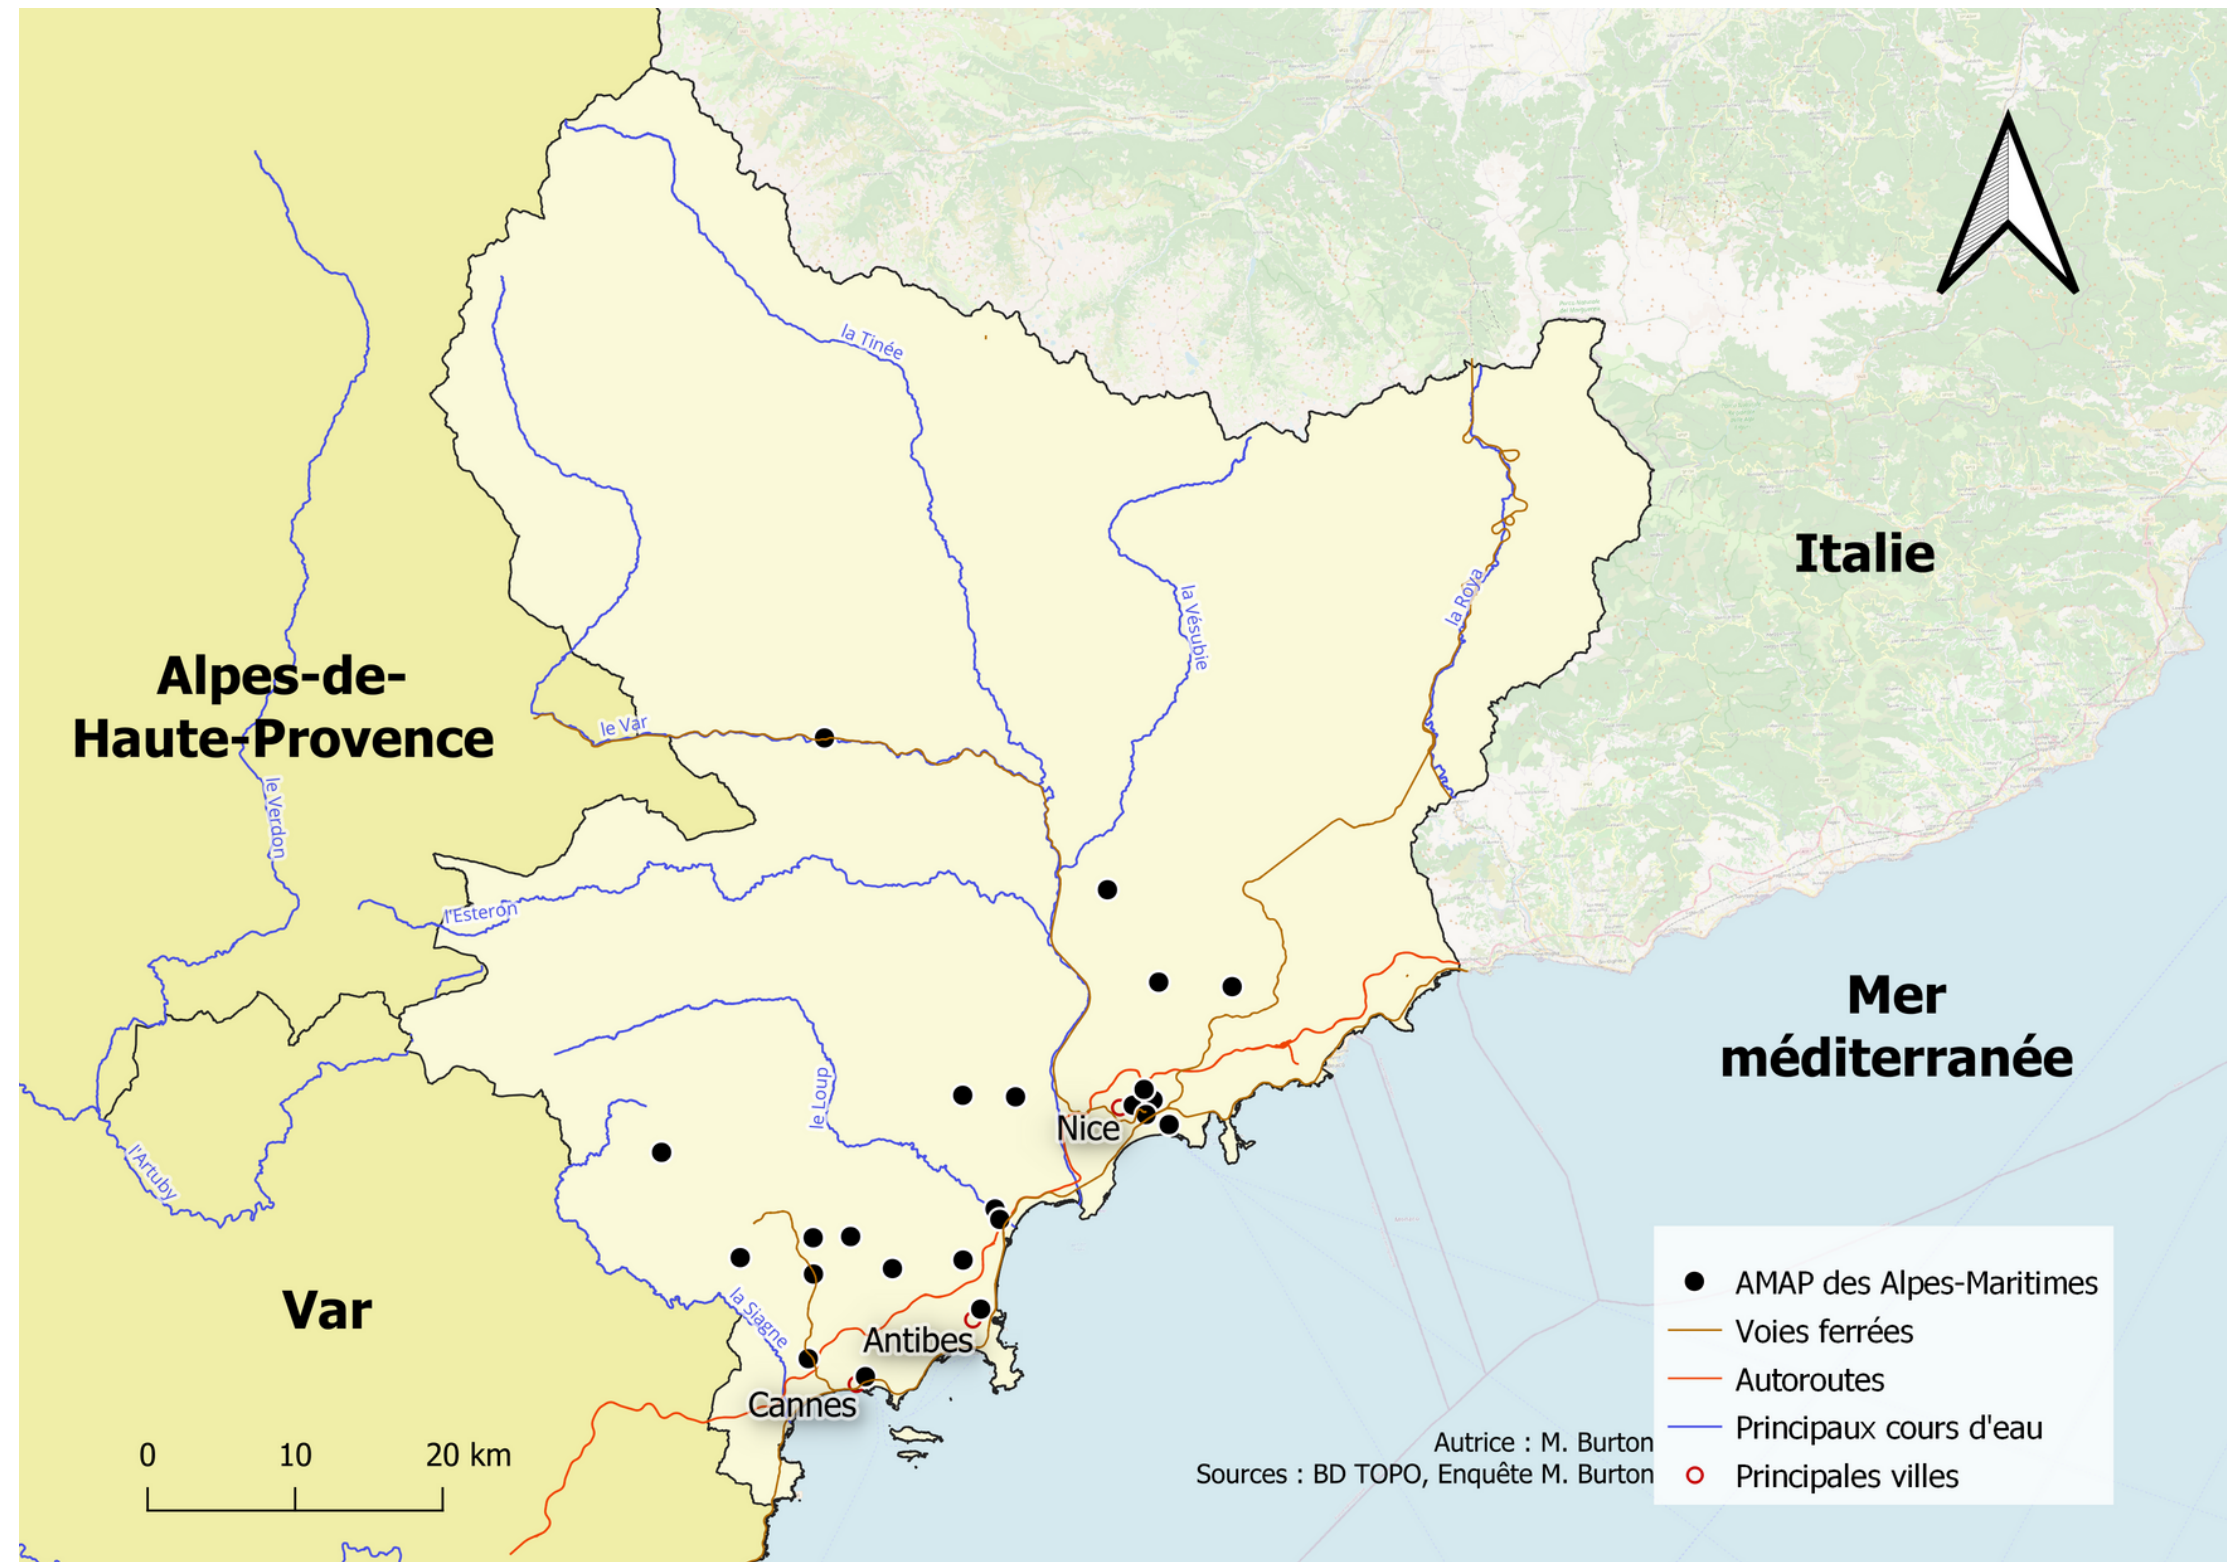 la Tinée
Italie
la Roya
la Vésubie
Alpes-de-
Haute-Provence
le Var
le Verdon
l'Esteron
Mer
méditerranée
le Loup
Nice
l'Artuby
Var
la Siagne
Antibes
Cannes
AMAP des Alpes-Maritimes
Voies ferrées
Autoroutes
Principaux cours d'eau
Principales villes
0 10 20 km
Autrice : M. Burton
Sources : BD TOPO, Enquête M. Burton